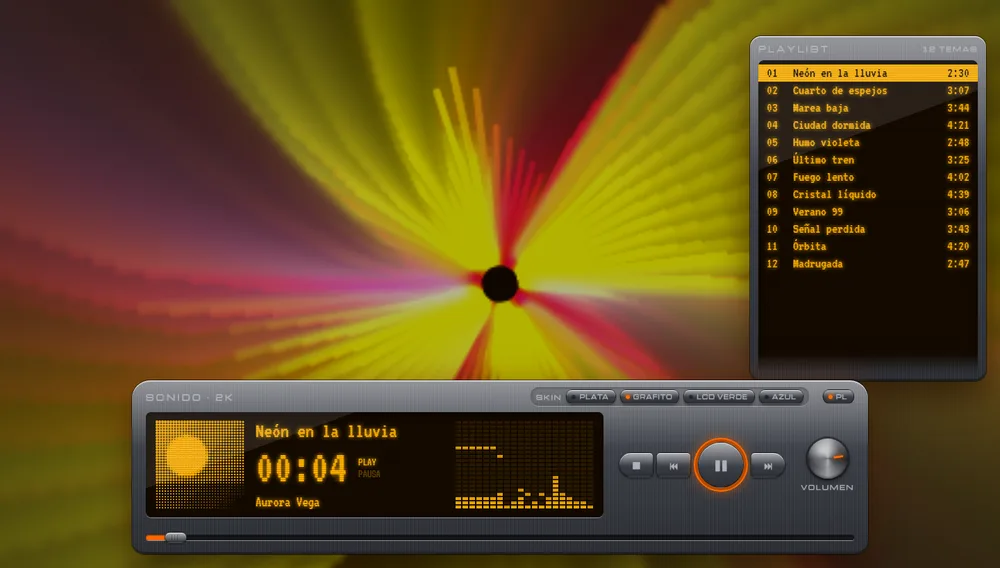 PLAYLIST 12 TEMAS
01 Neón en la lluvia 2:30
02 Cuarto de espejos 3:07
03 Marea baja 3:44
04 Ciudad dormida 4:21
05 Humo violeta 2:48
06 Último tren 3:25
07 Fuego lento 4:02
08 Cristal líquido 4:39
09 Verano 99 3:06
10 Señal perdida 3:43
11 Órbita 4:20
12 Madrugada 2:47
SONIDO · 2K
SKIN PLATA GRAFITO LCD VERDE AZUL PL
Neón en la lluvia
00:04 PLAY
PAUSA
Aurora Vega
VOLUMEN